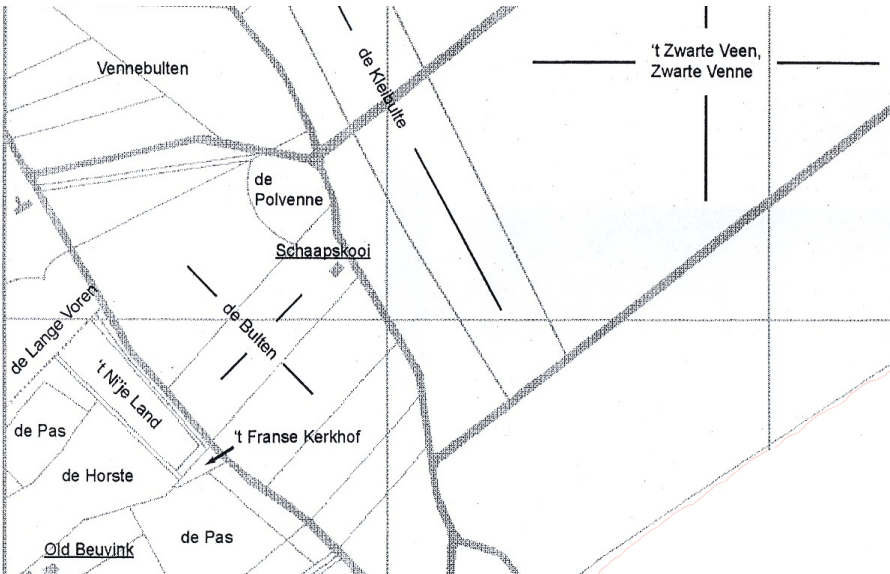 Vennebulten
de Kleibulte
't Zwarte Veen,
Zwarte Venne
de
Polvenne
Schaapskooi
de Bulten
de Lange Voren
't Ni'je Land
de Pas
't Franse Kerkhof
de Horste
de Pas
Old Beuvink